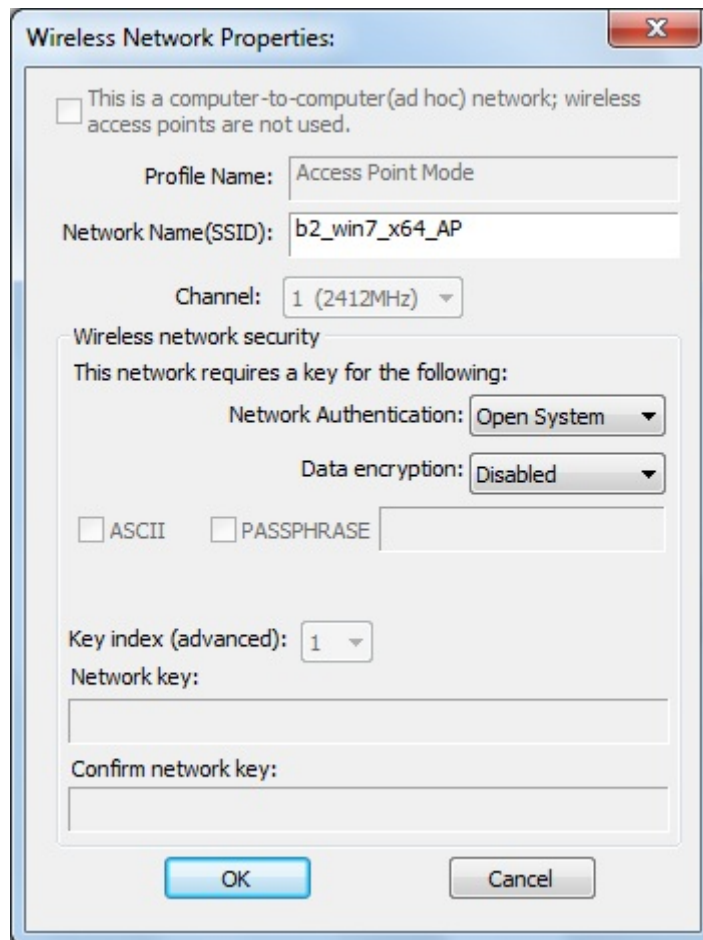 Wireless Network Properties:
X
This is a computer-to-computer(ad hoc) network; wireless
access points are not used.
Profile Name: Access Point Mode
Network Name(SSID): b2_win7_x64_AP
Channel: 1 (2412MHz)
Wireless network security
This network requires a key for the following:
Network Authentication: Open System
Data encryption: Disabled
ASCII PASSPHRASE
Key index (advanced): 1
Network key:
Confirm network key:
OK Cancel